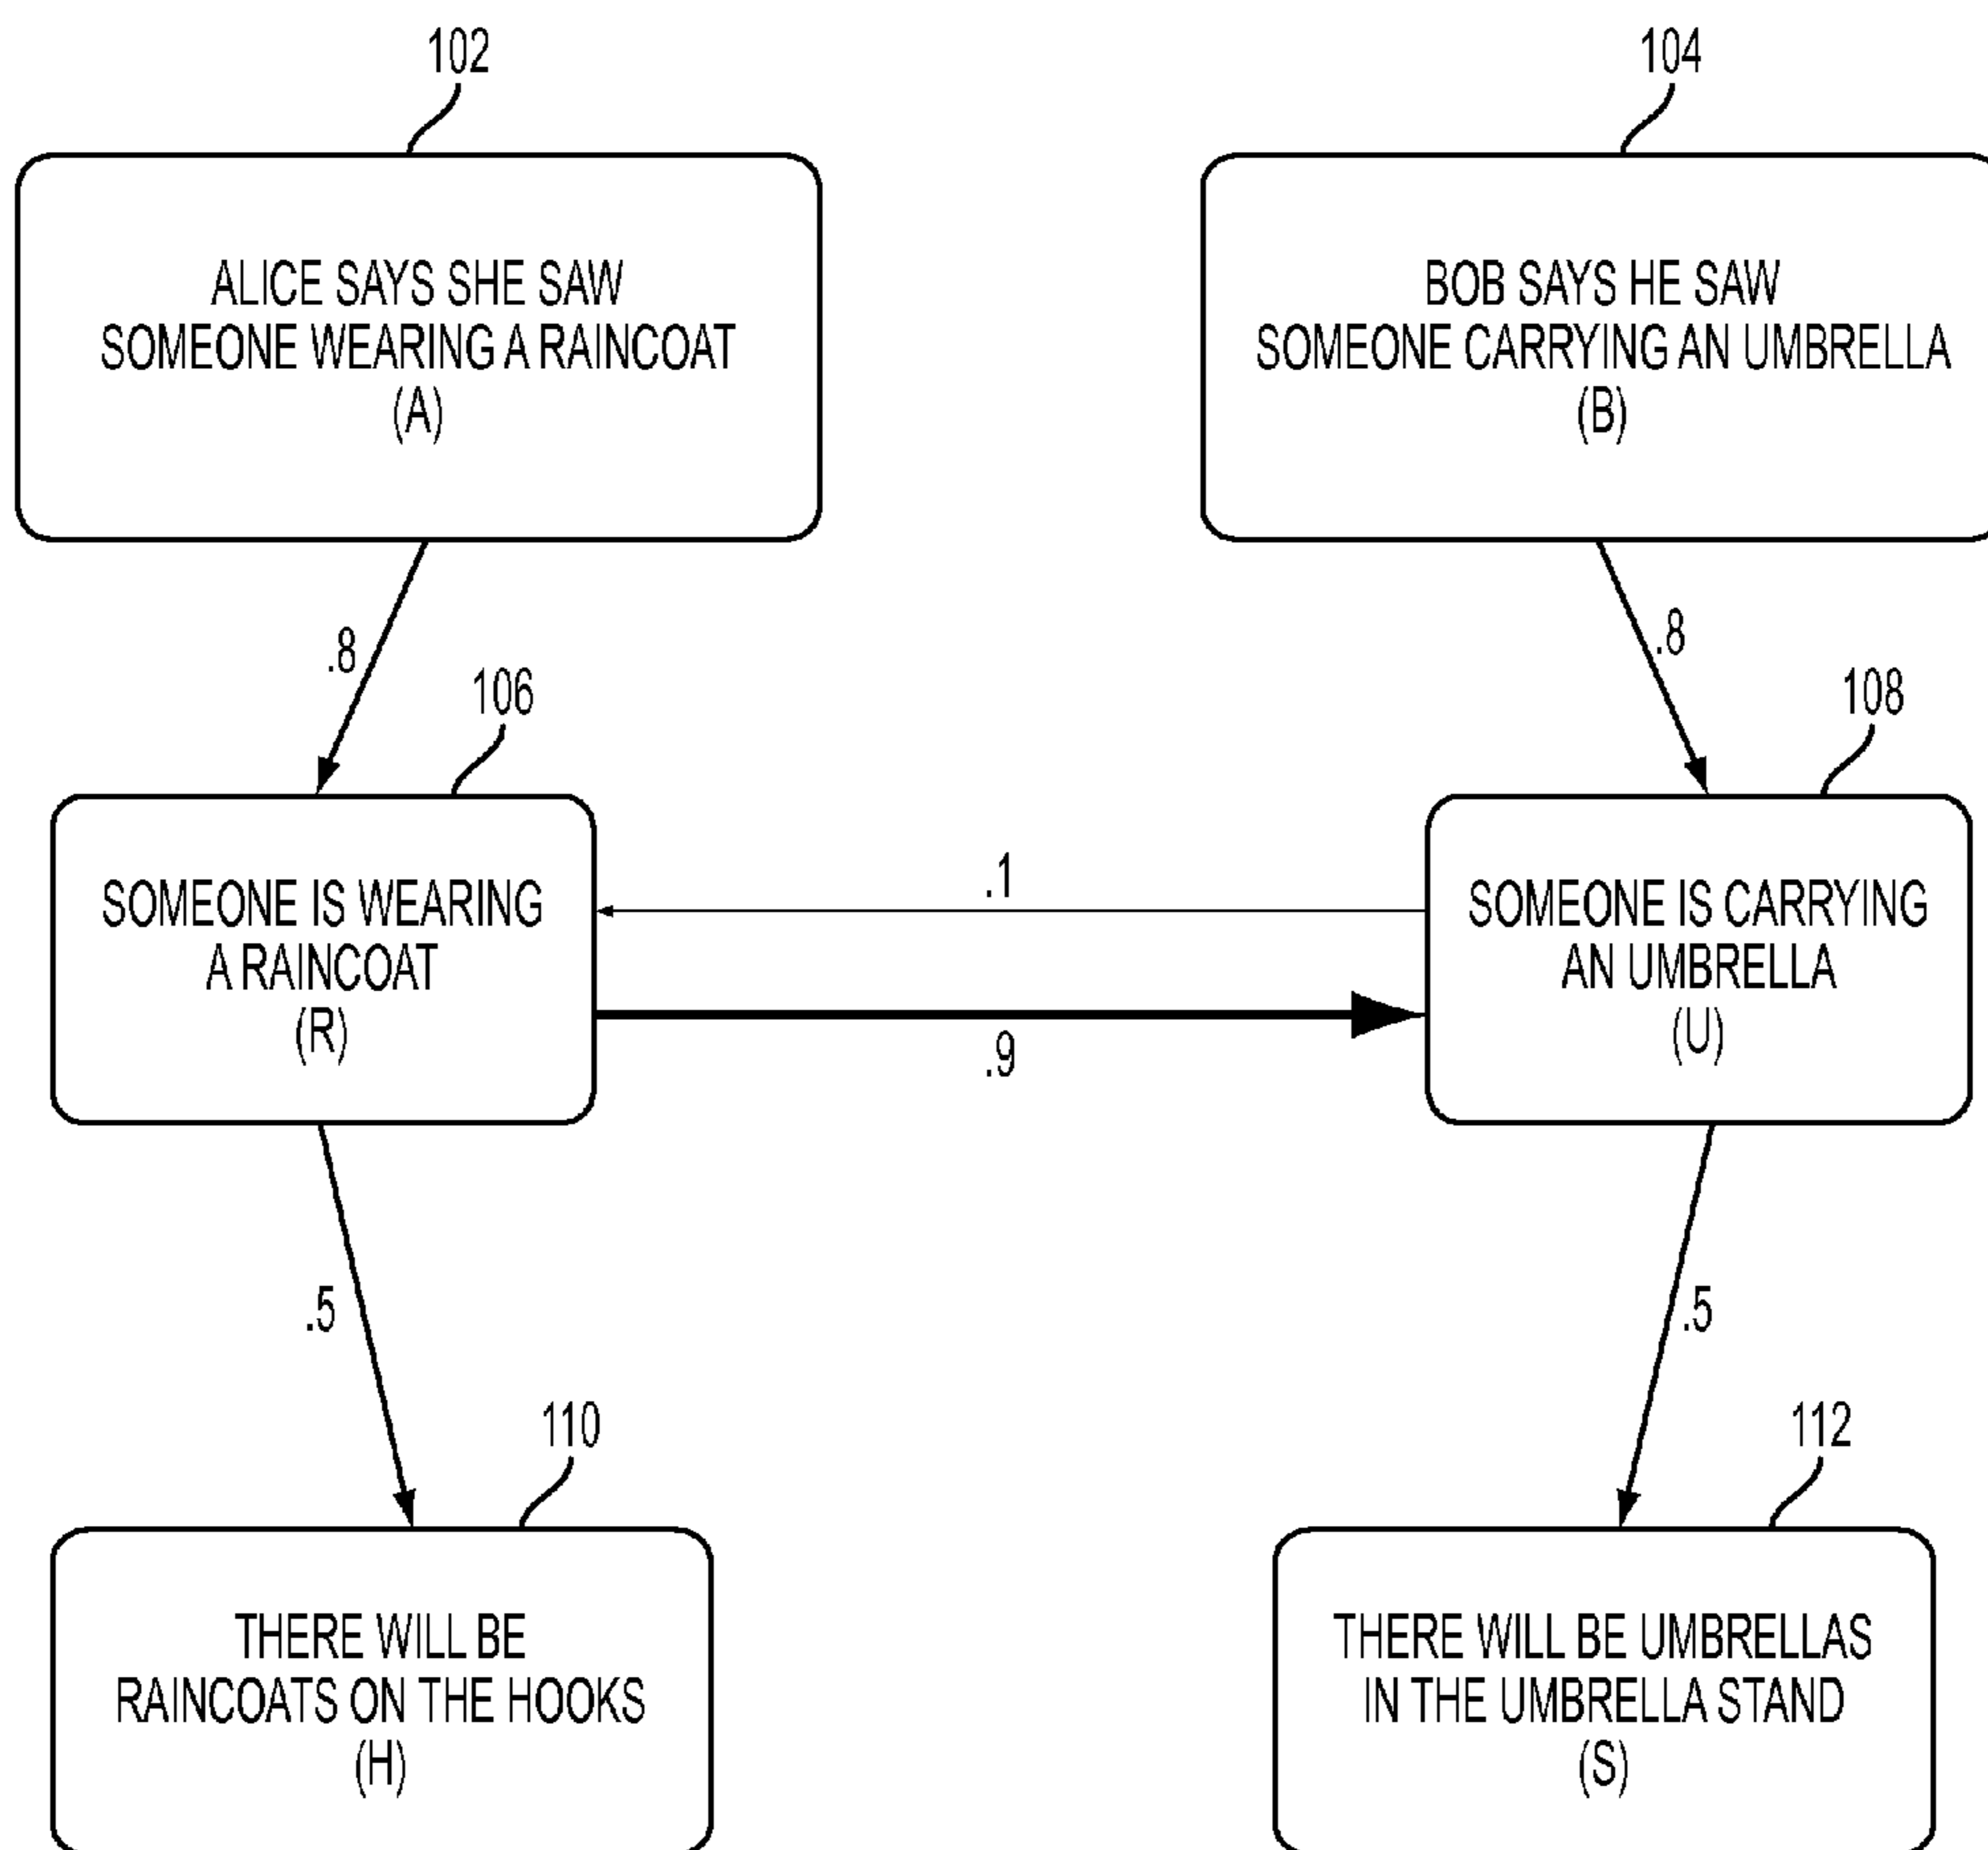 102
104
ALICE SAYS SHE SAW
SOMEONE WEARING A RAINCOAT
(A)
BOB SAYS HE SAW
SOMEONE CARRYING AN UMBRELLA
(B)
.8
.8
106
108
SOMEONE IS WEARING
A RAINCOAT
(R)
.1
.9
SOMEONE IS CARRYING
AN UMBRELLA
(U)
.5
.5
110
112
THERE WILL BE
RAINCOATS ON THE HOOKS
(H)
THERE WILL BE UMBRELLAS
IN THE UMBRELLA STAND
(S)